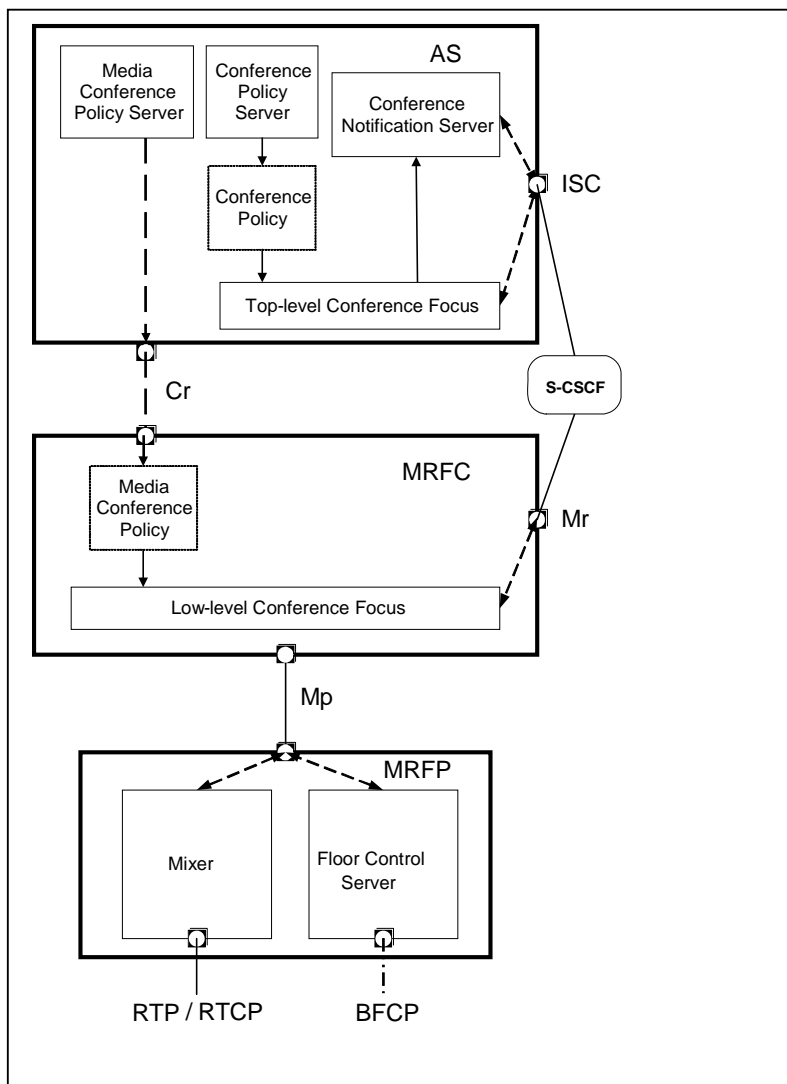 AS
Media
Conference
Policy Server
Conference
Policy
Server
Conference
Notification Server
Conference
Policy
ISC
Top-level Conference Focus
S-CSCF
Cr
MRFC
Media
Conference
Policy
Mr
Low-level Conference Focus
Mp
MRFP
Mixer
Floor Control
Server
RTP / RTCP
BFCP